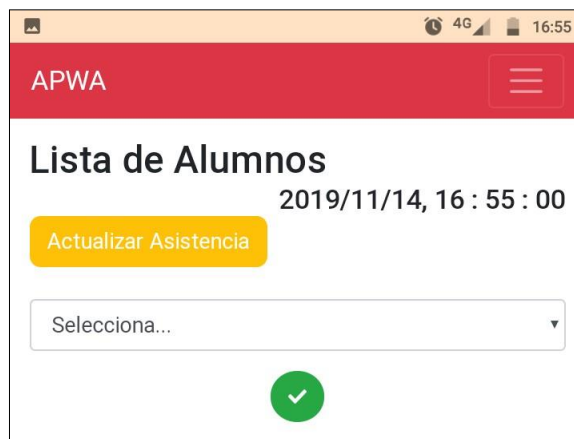 4G 16:55
APWA
Lista de Alumnos
2019/11/14, 16 : 55 : 00
Actualizar Asistencia
Selecciona...